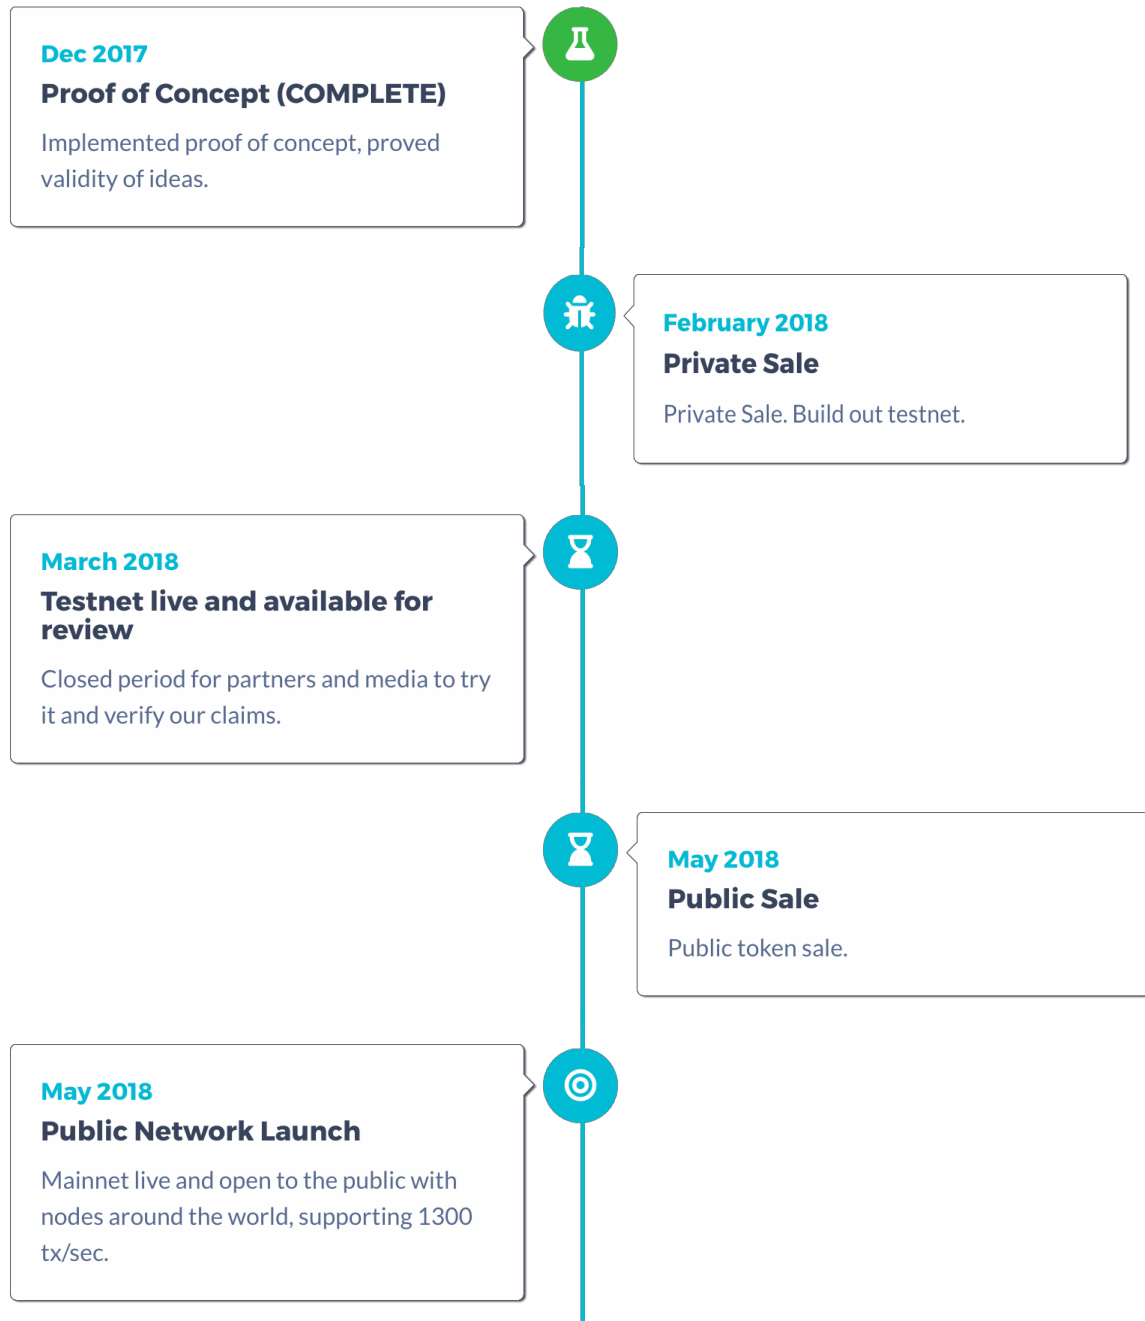 Dec 2017
Proof of Concept (COMPLETE)
Implemented proof of concept, proved
validity of ideas.
February 2018
Private Sale
Private Sale. Build out testnet.
March 2018
Testnet live and available for
review
Closed period for partners and media to try
it and verify our claims.
May 2018
Public Sale
Public token sale.
May 2018
Public Network Launch
Mainnet live and open to the public with
nodes around the world, supporting 1300
tx/sec.